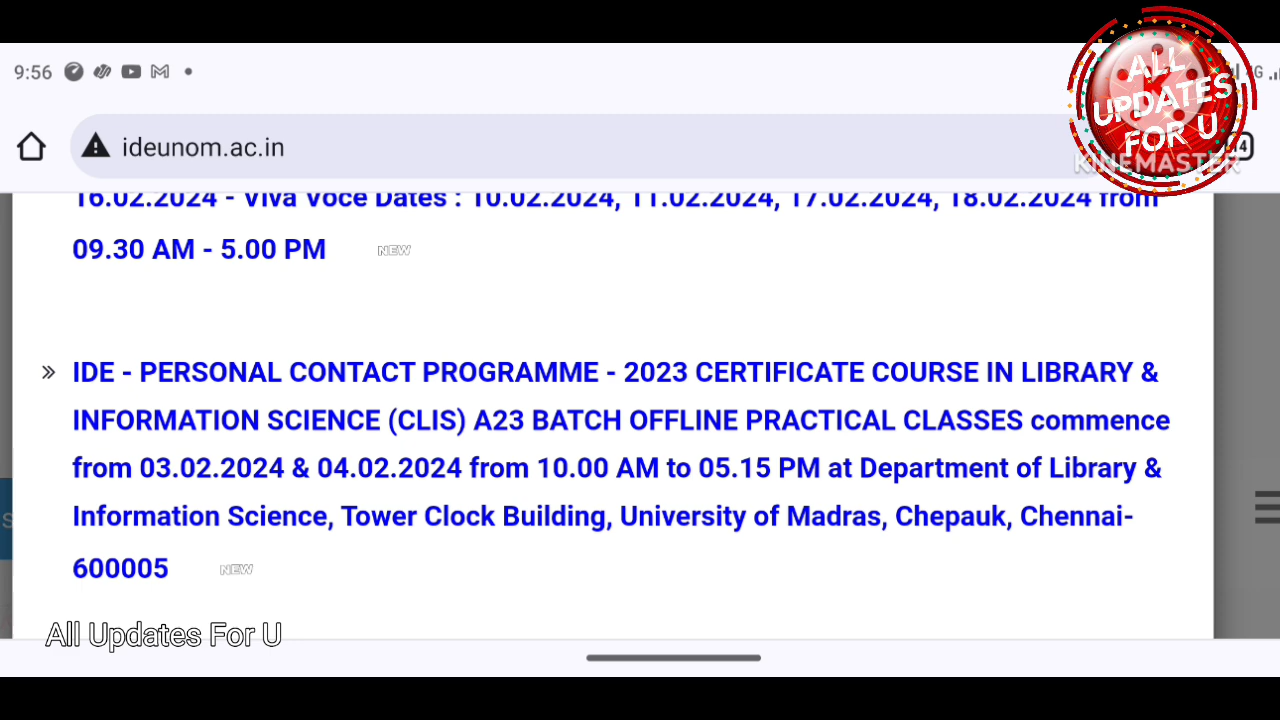 9:56
4G
ALL
UPDATES
FOR U
KINEMASTER
ideunom.ac.in
16.02.2024 - Viva Voce Dates : 10.02.2024, 11.02.2024, 17.02.2024, 18.02.2024 from
09.30 AM - 5.00 PM NEW
» IDE - PERSONAL CONTACT PROGRAMME - 2023 CERTIFICATE COURSE IN LIBRARY &
INFORMATION SCIENCE (CLIS) A23 BATCH OFFLINE PRACTICAL CLASSES commence
from 03.02.2024 & 04.02.2024 from 10.00 AM to 05.15 PM at Department of Library &
Information Science, Tower Clock Building, University of Madras, Chepauk, Chennai-
600005 NEW
All Updates For U